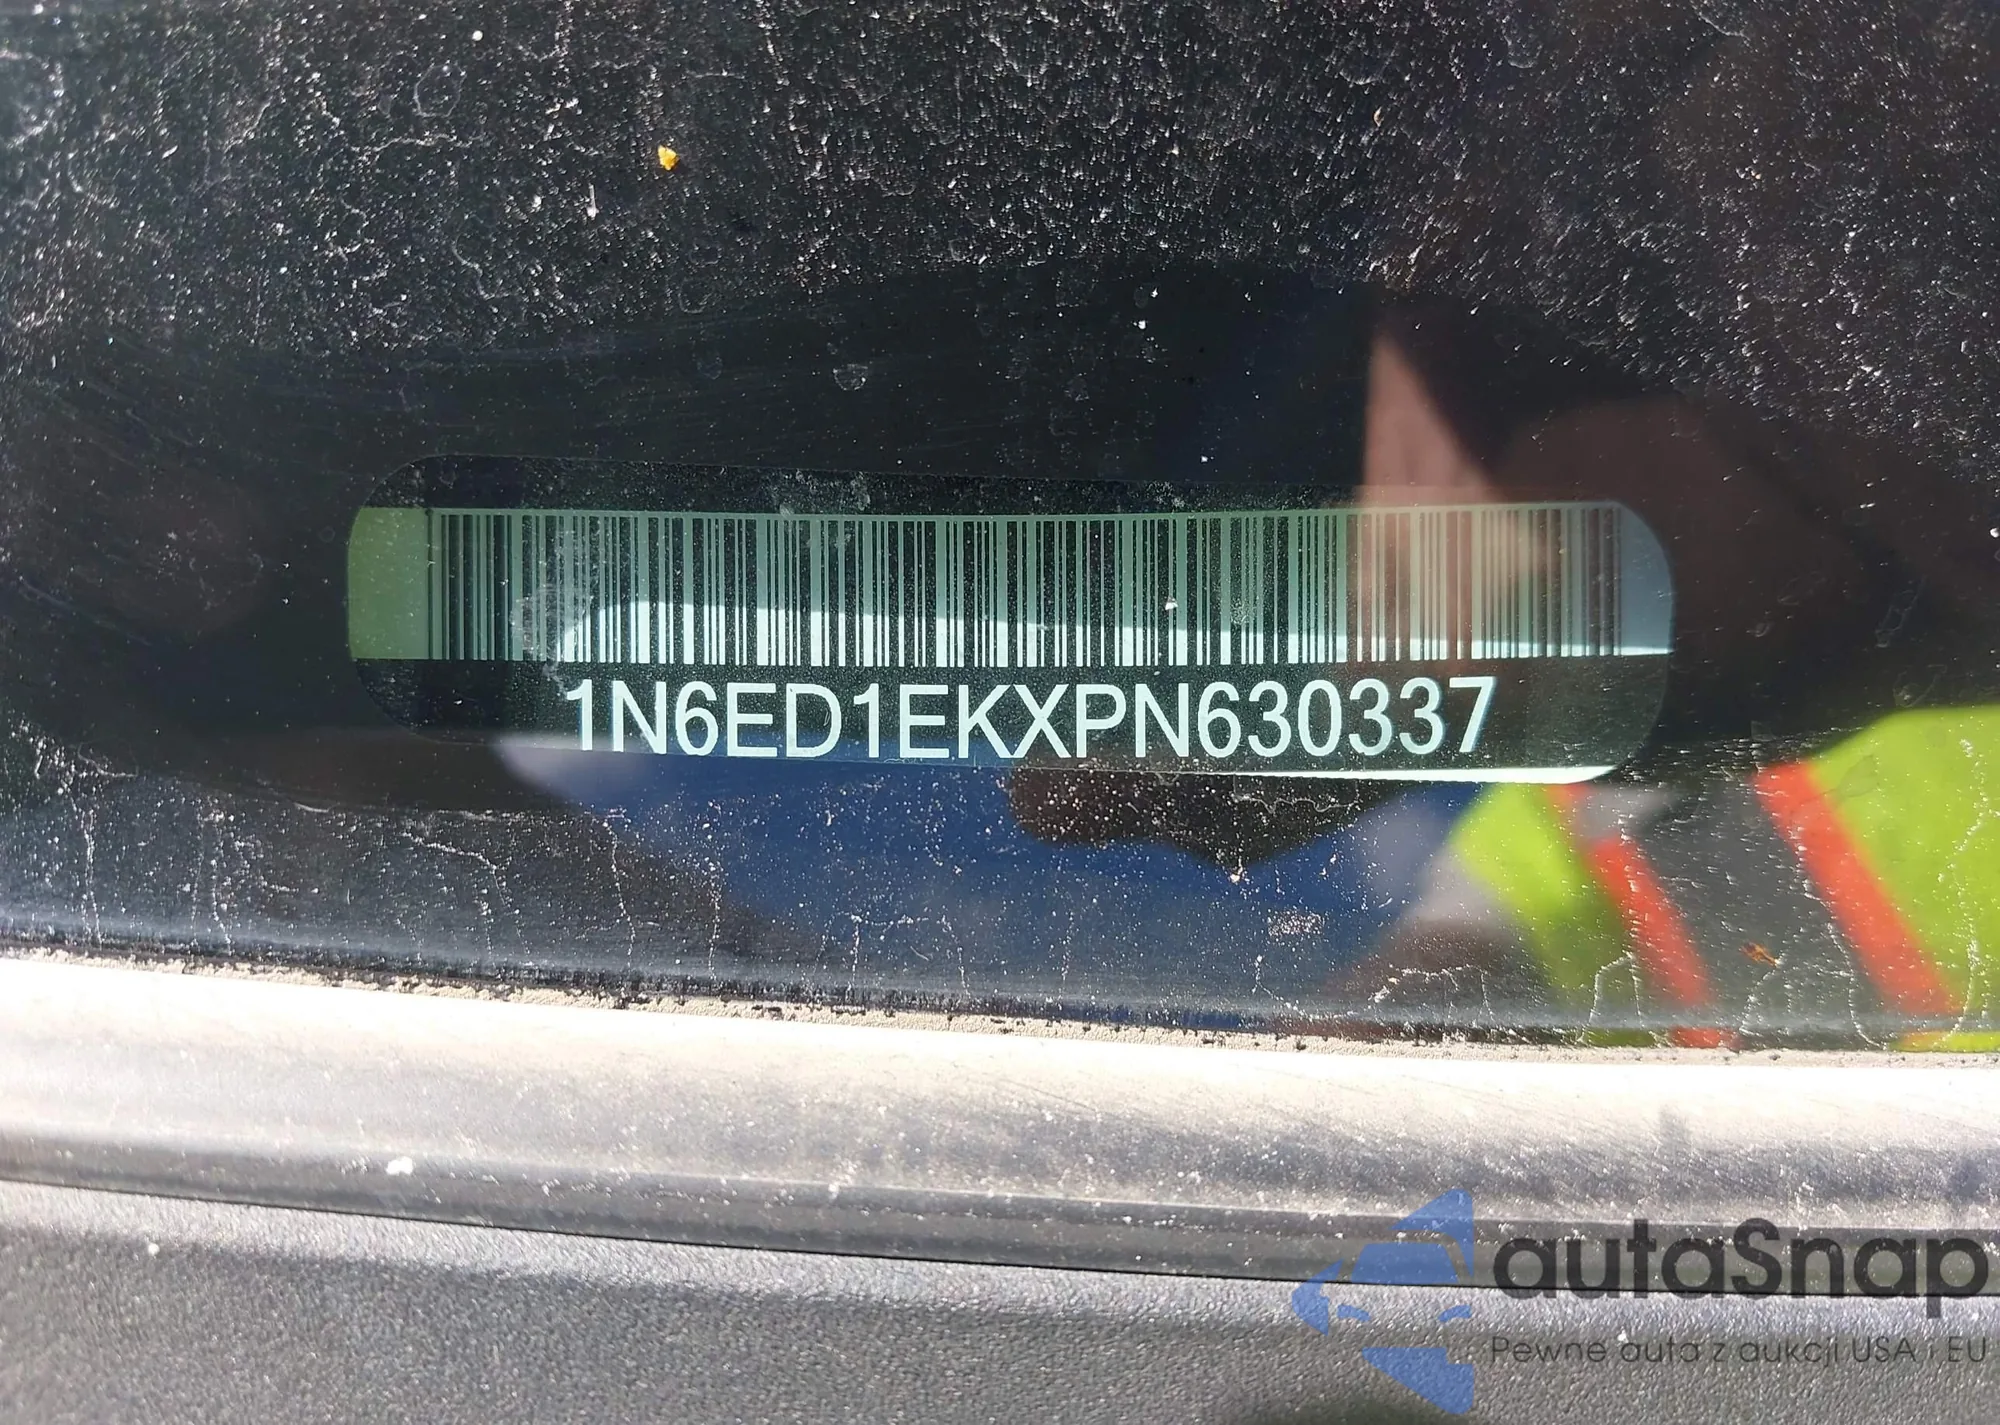 1N6ED1EKXPN630337
autaSnap
Pewne auta z aukcji USA i EU